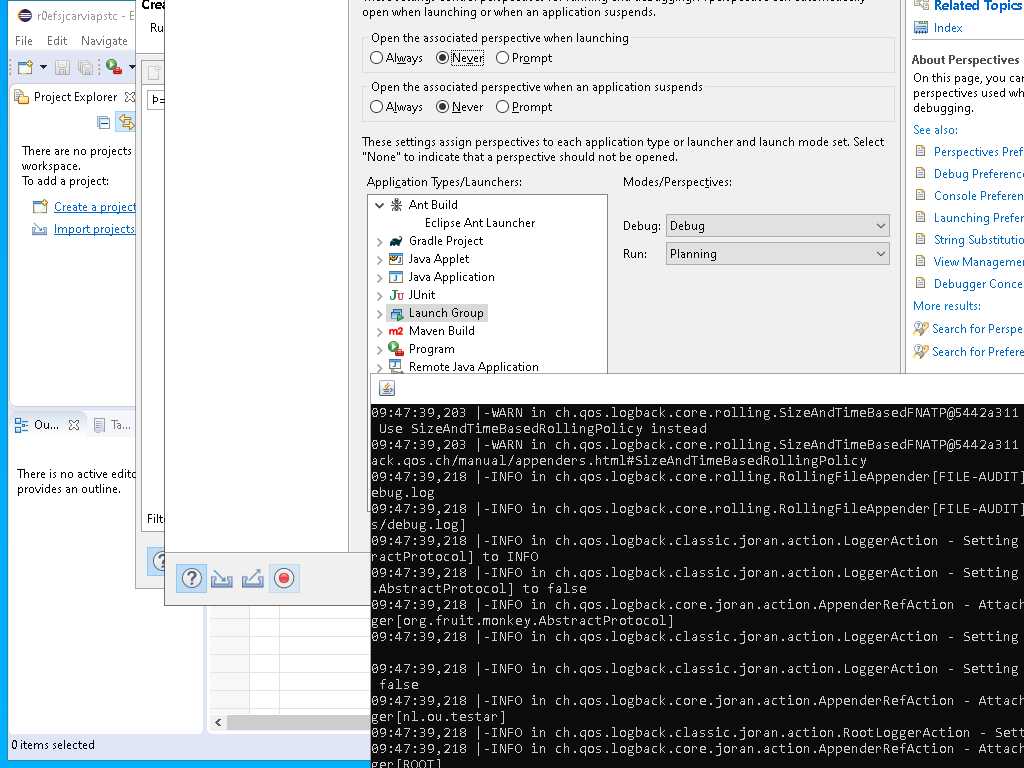 r0efsjcarviapstc - E
File Edit Navigate
Project Explorer
There are no projects
workspace.
To add a project:
Create a project
Import projects
Ou...
Ta...
There is no active edito
provides an outline.
0 items selected
Crea
Ru
Filt
open when launching or when an application suspends.
Open the associated perspective when launching
Always Never Prompt
Open the associated perspective when an application suspends
Always Never Prompt
These settings assign perspectives to each application type or launcher and launch mode set. Select
"None" to indicate that a perspective should not be opened.
Application Types/Launchers:
Modes/Perspectives:
Ant Build
Eclipse Ant Launcher
Gradle Project
Java Applet
Java Application
JUnit
Launch Group
Maven Build
Program
Remote Java Application
Debug: Debug
Run: Planning
Related Topics
Index
About Perspectives
On this page, you can
perspectives used wh
debugging.
See also:
Perspectives Pref
Debug Preference
Console Preferen
Launching Prefer
String Substitutio
View Managemen
Debugger Conce
More results:
Search for Perspe
Search for Prefere
09:47:39,203 |-WARN in ch.qos.logback.core.rolling.SizeAndTimeBasedFNATP@5442a311
Use SizeAndTimeBasedRollingPolicy instead
09:47:39,203 |-WARN in ch.qos.logback.core.rolling.SizeAndTimeBasedFNATP@5442a311
ack.qos.ch/manual/appenders.html#SizeAndTimeBasedRollingPolicy
09:47:39,218 |-INFO in ch.qos.logback.core.rolling.RollingFileAppender[FILE-AUDIT]
ebug.log
09:47:39,218 |-INFO in ch.qos.logback.core.rolling.RollingFileAppender[FILE-AUDIT]
s/debug.log]
09:47:39,218 |-INFO in ch.qos.logback.classic.joran.action.LoggerAction - Setting
ractProtocol] to INFO
09:47:39,218 |-INFO in ch.qos.logback.classic.joran.action.LoggerAction - Setting
.AbstractProtocol] to false
09:47:39,218 |-INFO in ch.qos.logback.core.joran.action.AppenderRefAction - Attach
ger[org.fruit.monkey.AbstractProtocol]
09:47:39,218 |-INFO in ch.qos.logback.classic.joran.action.LoggerAction - Setting
09:47:39,218 |-INFO in ch.qos.logback.classic.joran.action.LoggerAction - Setting
false
09:47:39,218 |-INFO in ch.qos.logback.core.joran.action.AppenderRefAction - Attach
ger[nl.ou.testar]
09:47:39,218 |-INFO in ch.qos.logback.classic.joran.action.RootLoggerAction - Sett
09:47:39,218 |-INFO in ch.qos.logback.core.joran.action.AppenderRefAction - Attach
ger[ROOT]